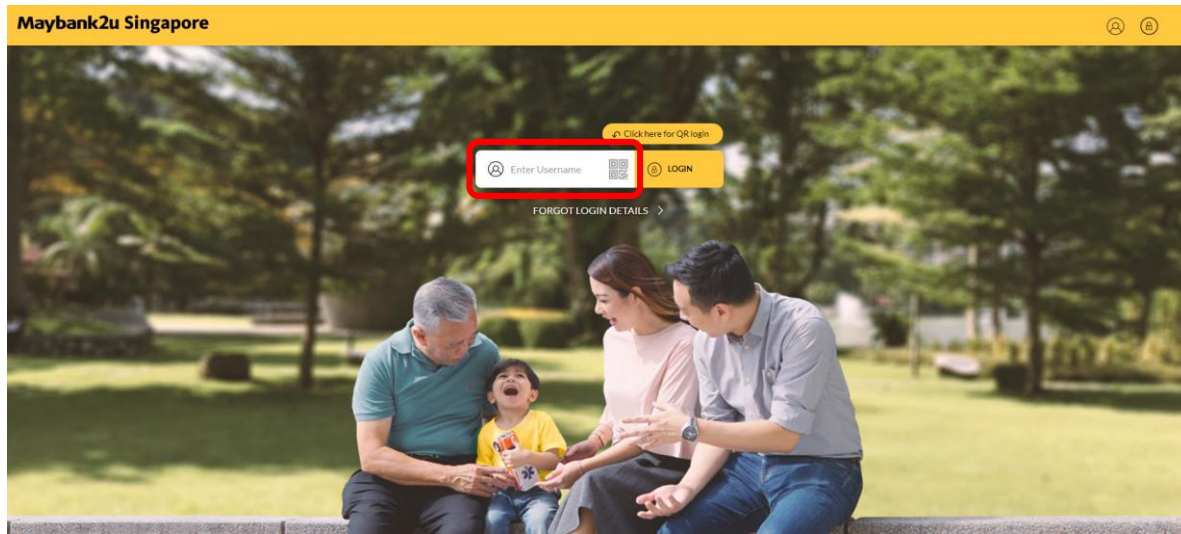 Maybank2u Singapore
Click here for QR login
Enter Username
LOGIN
FORGOT LOGIN DETAILS >